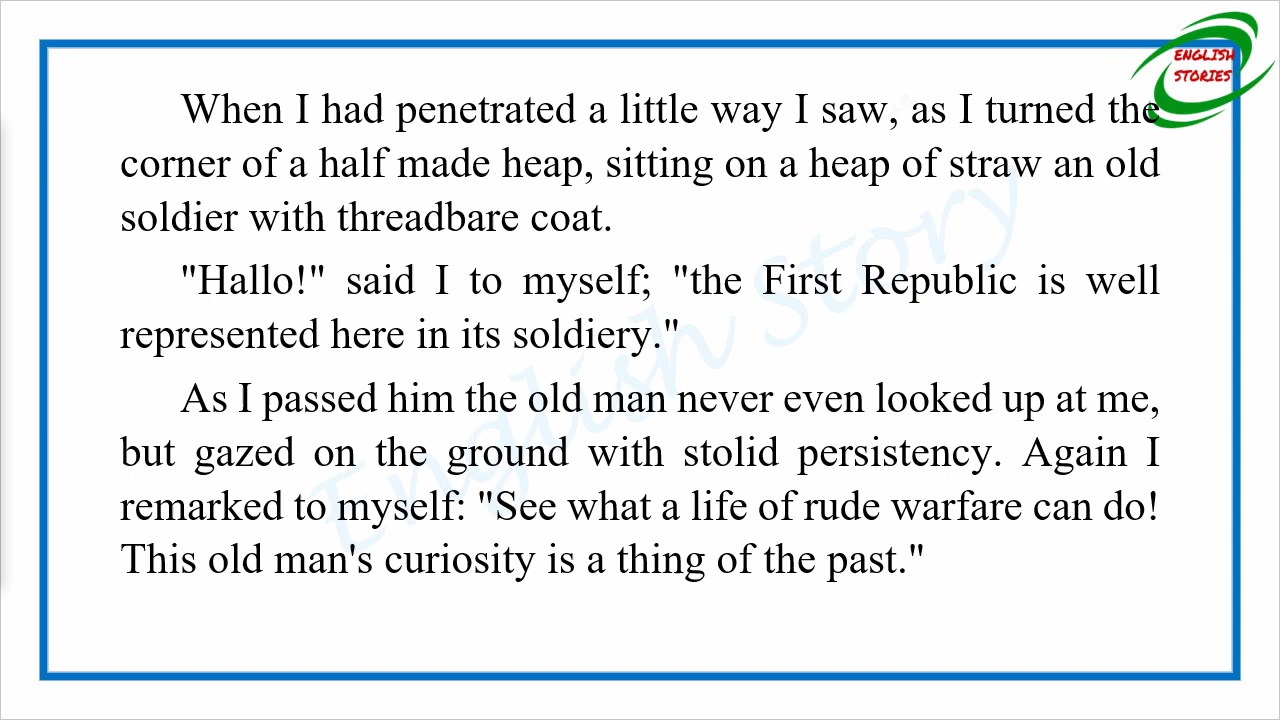 ENGLISH
STORIES
When I had penetrated a little way I saw, as I turned the
corner of a half made heap, sitting on a heap of straw an old
soldier with threadbare coat.
"Hallo!" said I to myself; "the First Republic is well
represented here in its soldiery."
As I passed him the old man never even looked up at me,
but gazed on the ground with stolid persistency. Again I
remarked to myself: "See what a life of rude warfare can do!
This old man's curiosity is a thing of the past."
English Story